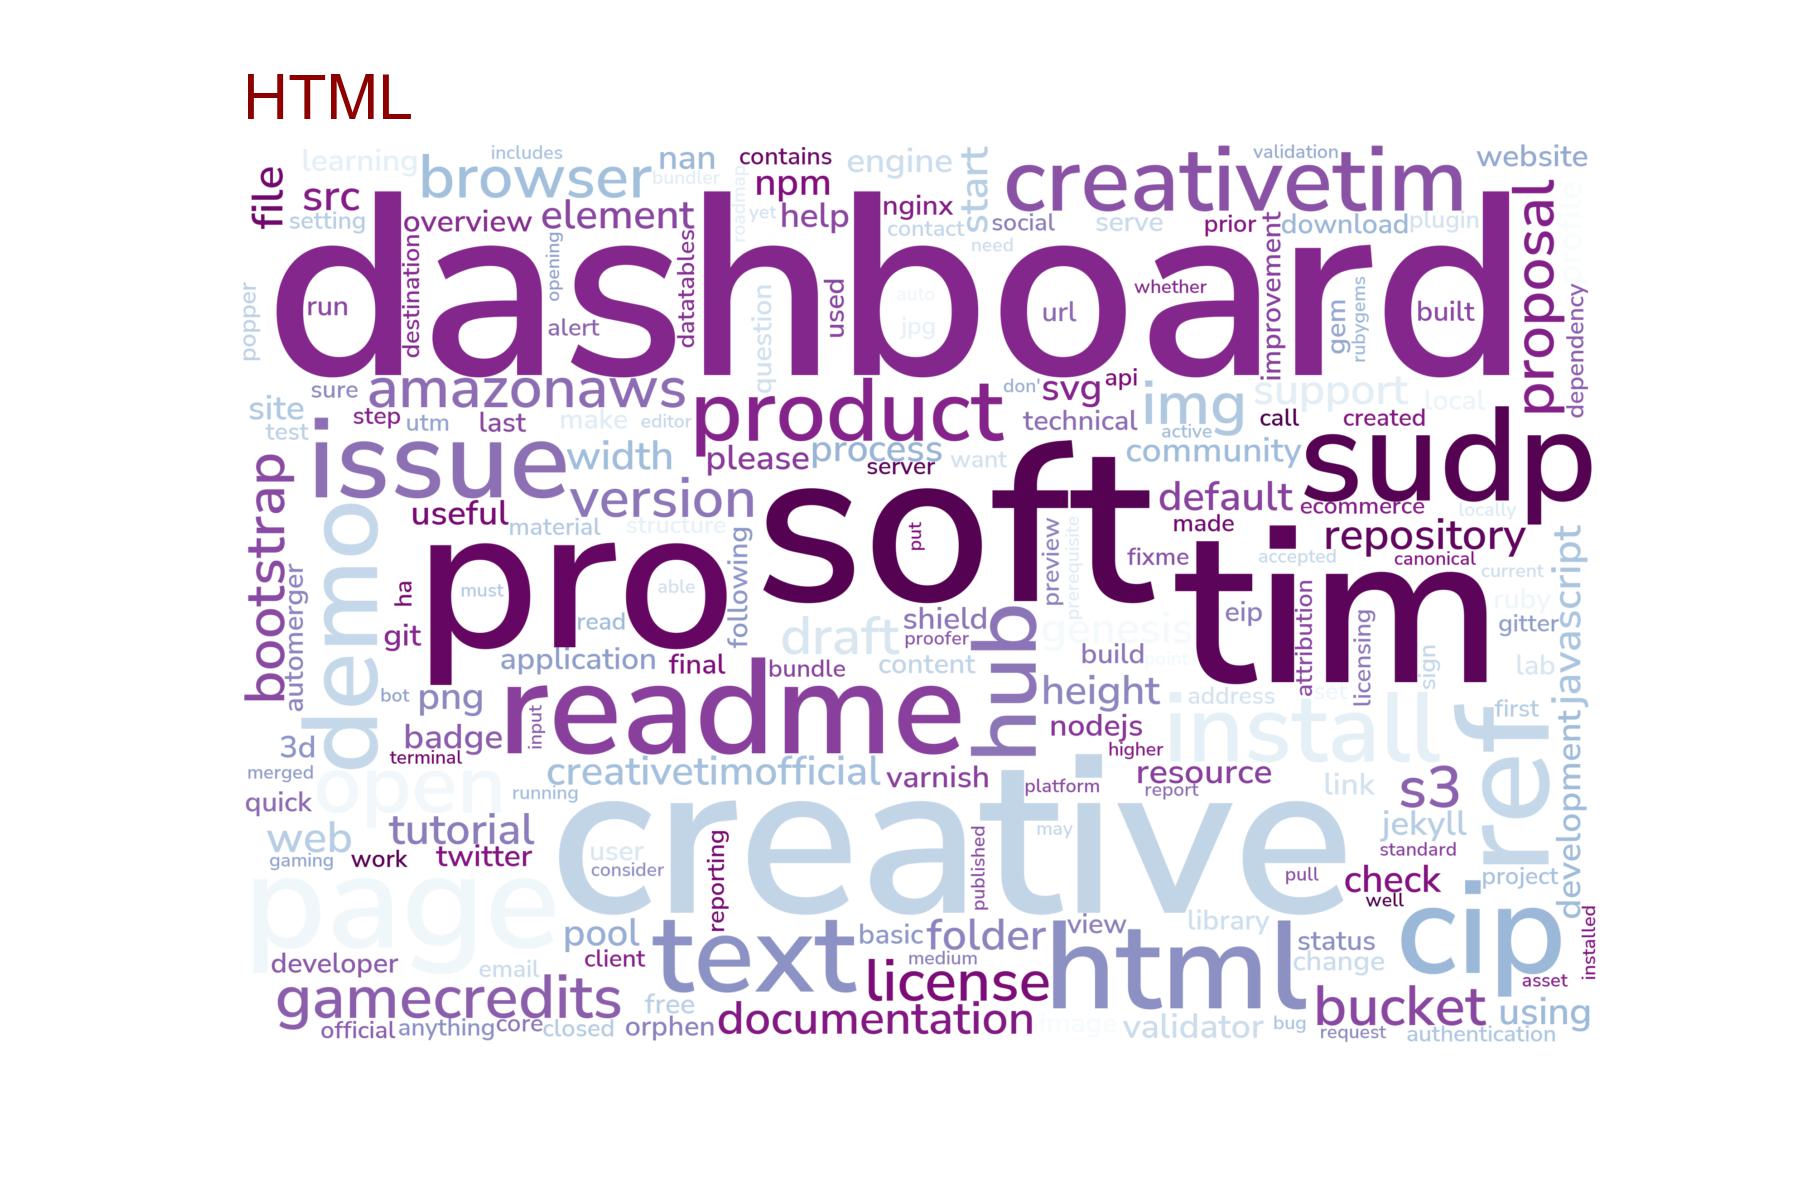 HTML
learning
includes
browser
nan
bundler
contains
npm
engine
start
creativetim
validation
website
file
src
setting
overview
element
roadmap
yet
help
nginx
contact
social
need
serve
prior
download
plugin
proposal
dashboard
popper
run
destination
opening
alert
datatables
question
used
auto
jpg
url
whether
improvement
gem
rubygems
built
dependency
sure
amazonaws
product
don'
svg
api
img
support
local
site
test
step
utm
last
make
editor
technical
active
call
created
issue
width
please
process
server
want
community
sudp
bootstrap
demo
version
useful
material
structure
soft
default
ecommerce
locally
made
repository
pro
put
preview
prerequisite
fixme
accepted
canonical
current
tim
javascript
automerger
ha
git
must
able
following
read
draft
shield
proofer
hub
genesis
point
eip
attribution
licensing
ruby
gitter
sign
lab
application
final
bundle
content
build
bot
png
readme
input
height
address
set
install
ref
first
development
3d
badge
terminal
nodejs
higher
merged
open
running
creativetimofficial
varnish
platform
resource
report
link
s3
quick
creative
web
tutorial
gaming
work
twitter
user
consider
reporting
published
may
jekyll
standard
page
pull
check
well
project
cip
pool
client
text
basic
folder
medium
view
html
library
status
change
installed
developer
email
license
asset
gamecredits
free
bucket
using
official
anything
core
closed
orphen
documentation
image
validator
bug
request
authentication